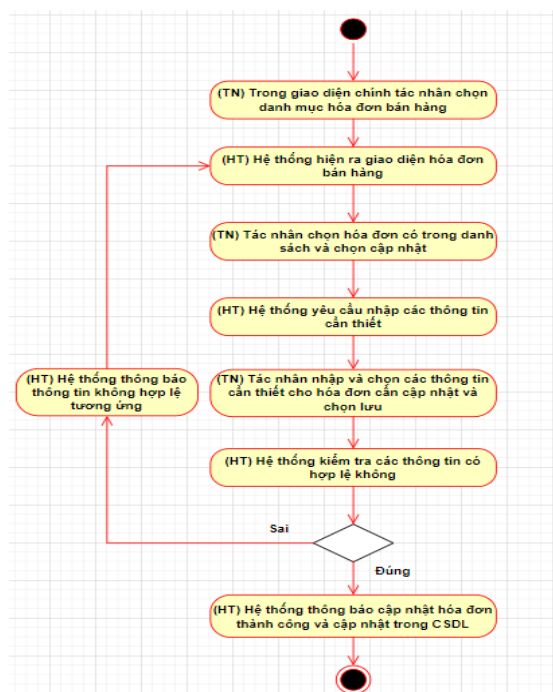 (TN) Trong giao diện chính tác nhân chọn
danh mục hóa đơn bán hàng
(HT) Hệ thống hiện ra giao diện hóa đơn
bán hàng
(TN) Tác nhân chọn hóa đơn có trong danh
sách và chọn cập nhật
(HT) Hệ thống yêu cầu nhập các thông tin
cần thiết
(HT) Hệ thống thông báo
thông tin không hợp lệ
tương ứng
(TN) Tác nhân nhập và chọn các thông tin
cần thiết cho hóa đơn cần cập nhật và
chọn lưu
(HT) Hệ thống kiểm tra các thông tin có
hợp lệ không
Sai
Đúng
(HT) Hệ thống thông báo cập nhật hóa đơn
thành công và cập nhật trong CSDL